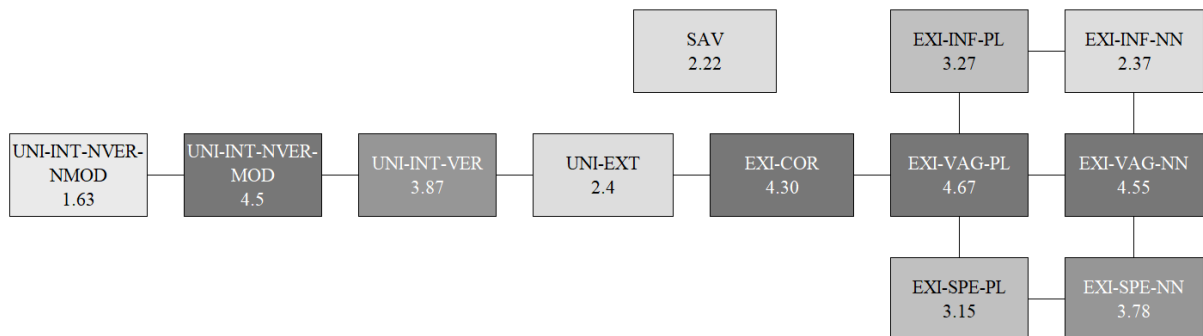 SAV
2.22
EXI-INF-PL
3.27
EXI-INF-NN
2.37
UNI-INT-NVER-
NMOD
1.63
UNI-INT-NVER-
MOD
4.5
UNI-INT-VER
3.87
UNI-EXT
2.4
EXI-COR
4.30
EXI-VAG-PL
4.67
EXI-VAG-NN
4.55
EXI-SPE-PL
3.15
EXI-SPE-NN
3.78